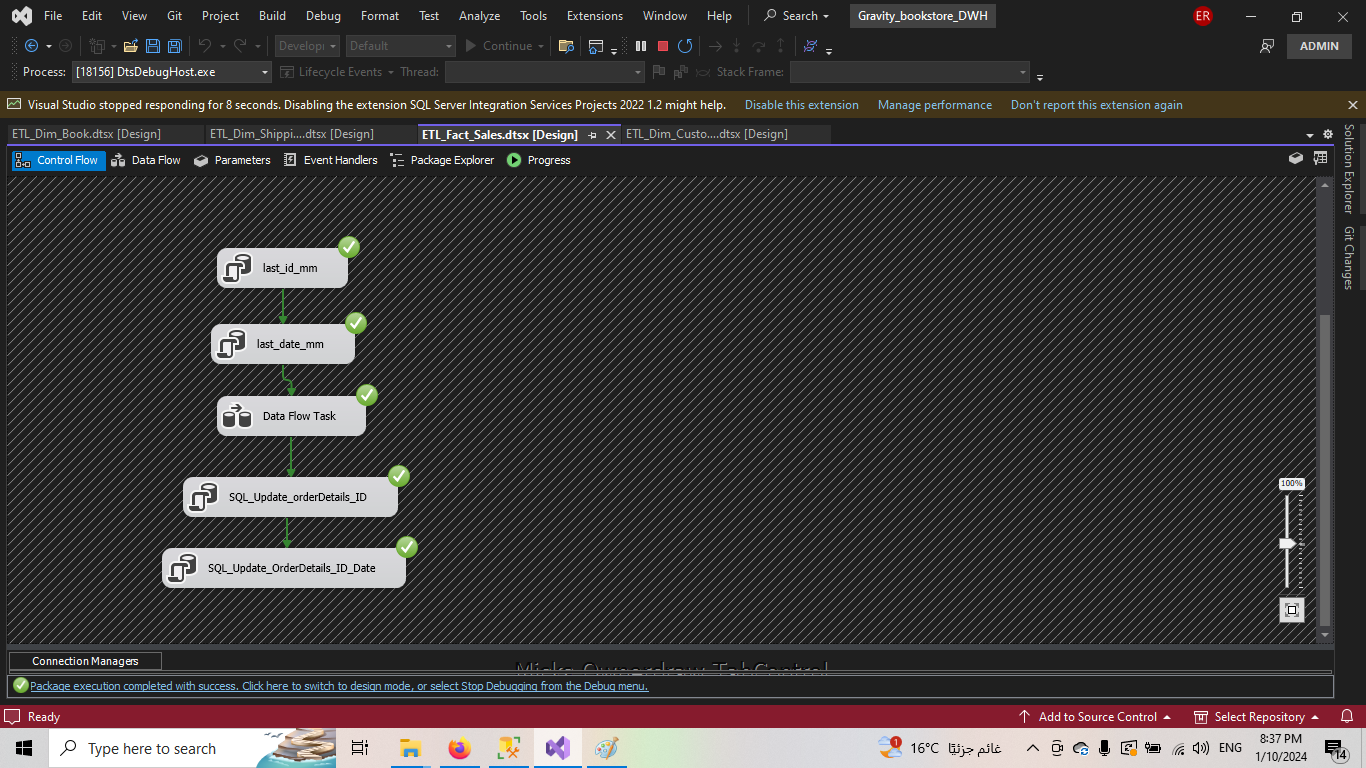 File Edit View Git Project Build Debug Format Test Analyze Tools Extensions Window Help Search Gravity_bookstore_DWH ER
Develop Default Continue ADMIN
Process: [18156] DtsDebugHost.exe Lifecycle Events Thread: Stack Frame:
Visual Studio stopped responding for 8 seconds. Disabling the extension SQL Server Integration Services Projects 2022 1.2 might help. Disable this extension Manage performance Don't report this extension again
ETL_Dim_Book.dtsx [Design] ETL_Dim_Shippi....dtsx [Design] ETL_Fact_Sales.dtsx [Design] ETL_Dim_Custo....dtsx [Design]
Control Flow Data Flow Parameters Event Handlers Package Explorer Progress
Solution Explorer
Git Changes
last_id_mm
last_date_mm
Data Flow Task
SQL_Update_orderDetails_ID
SQL_Update_OrderDetails_ID_Date
100%
Connection Managers
Package execution completed with success. Click here to switch to design mode, or select Stop Debugging from the Debug menu.
Ready Add to Source Control Select Repository
Type here to search 1 16°C غائم جزئيًا ENG 8:37 PM
1/10/2024 14